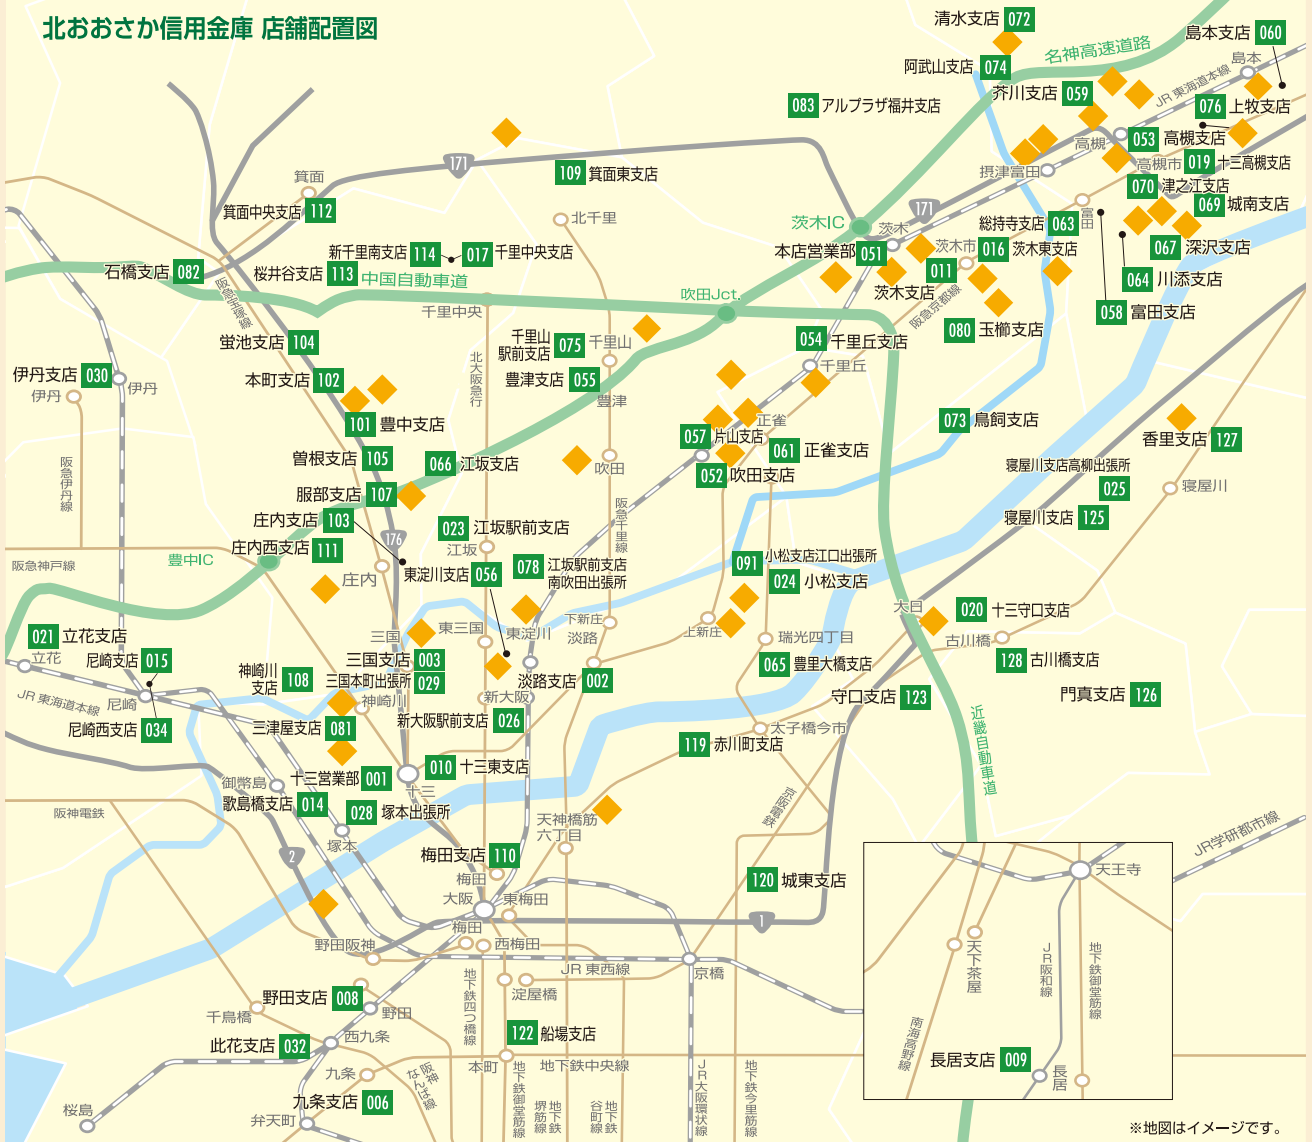 北おおさか信用金庫 店舗配置図
清水支店 072
島本支店 060
名神高速道路
阿武山支店 074
島本
JR 東海道本線
芥川支店 059
083 アルプラザ福井支店
076 上牧支店
高槻
053 高槻支店
171
箕面
109 箕面東支店
摂津富田
高槻市
019 十三高槻支店
070 津之江支店
069 城南支店
箕面中央支店 112
北千里
茨木IC
171
茨木
総持寺支店 063
富田
067 深沢支店
新千里南支店 114
017 千里中央支店
本店営業部 051
茨木市
016 茨木東支店
石橋支店 082
桜井谷支店 113
中国自動車道
011
茨木支店
064 川添支店
阪急宝塚線
千里中央
吹田Jct.
阪急京都線
058 富田支店
080 玉櫛支店
蛍池支店 104
千里山駅前支店
075
千里山
054 千里丘支店
伊丹支店 030
伊丹
伊丹
本町支店 102
北大阪急行
豊津支店 055
豊津
千里丘
101 豊中支店
057 片山支店
正雀
073 鳥飼支店
香里支店 127
曽根支店 105
066 江坂支店
吹田
061 正雀支店
052 吹田支店
寝屋川支店高柳出張所
025
阪急伊丹線
服部支店 107
寝屋川
庄内支店 103
023 江坂駅前支店
阪急千里線
寝屋川支店 125
庄内西支店 111
176
江坂
豊中IC
阪急神戸線
庄内
東淀川支店 056
078 江坂駅前支店
南吹田出張所
091 小松支店江口出張所
024 小松支店
大日
020 十三守口支店
021 立花支店
立花
尼崎支店 015
三国
東三国
東淀川
下新庄
淡路
上新庄
瑞光四丁目
古川橋
三国支店 003
065 豊里大橋支店
128 古川橋支店
神崎川支店
108
三国本町出張所 029
淡路支店 002
守口支店 123
門真支店 126
JR 東海道本線
尼崎
神崎川
新大阪
尼崎西支店 034
三津屋支店 081
新大阪駅前支店 026
近畿自動車道
119 赤川町支店
太子橋今市
御幣島
十三営業部 001
010 十三東支店
十三
京阪電鉄
阪神電鉄
歌島橋支店 014
028 塚本出張所
天神橋筋六丁目
塚本
JR学研都市線
2
梅田支店 110
梅田
120 城東支店
天王寺
大阪
東梅田
1
梅田
野田阪神
西梅田
JR 東西線
京橋
天下茶屋
JR阪和線
地下鉄御堂筋線
野田支店 008
地下鉄四つ橋線
淀屋橋
千鳥橋
野田
南海高野線
122 船場支店
此花支店 032
西九条
長居支店 009
長居
九条
阪神なんば線
本町
地下鉄中央線
地下鉄御堂筋線
地下鉄堺筋線
地下鉄谷町線
JR大阪環状線
地下鉄今里筋線
九条支店 006
桜島
弁天町
※地図はイメージです。